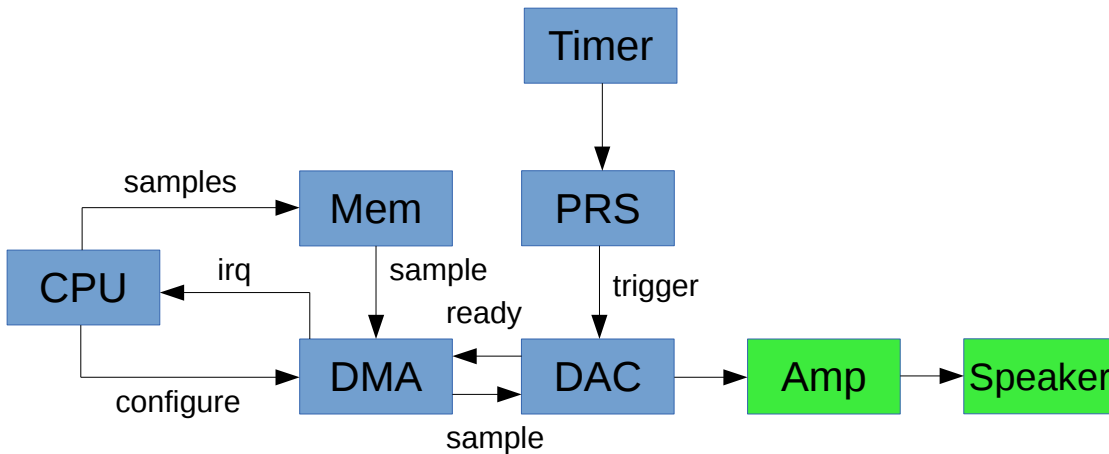 Timer
samples
Mem
PRS
CPU
irq
sample
trigger
ready
configure
DMA
DAC
Amp
Speaker
sample